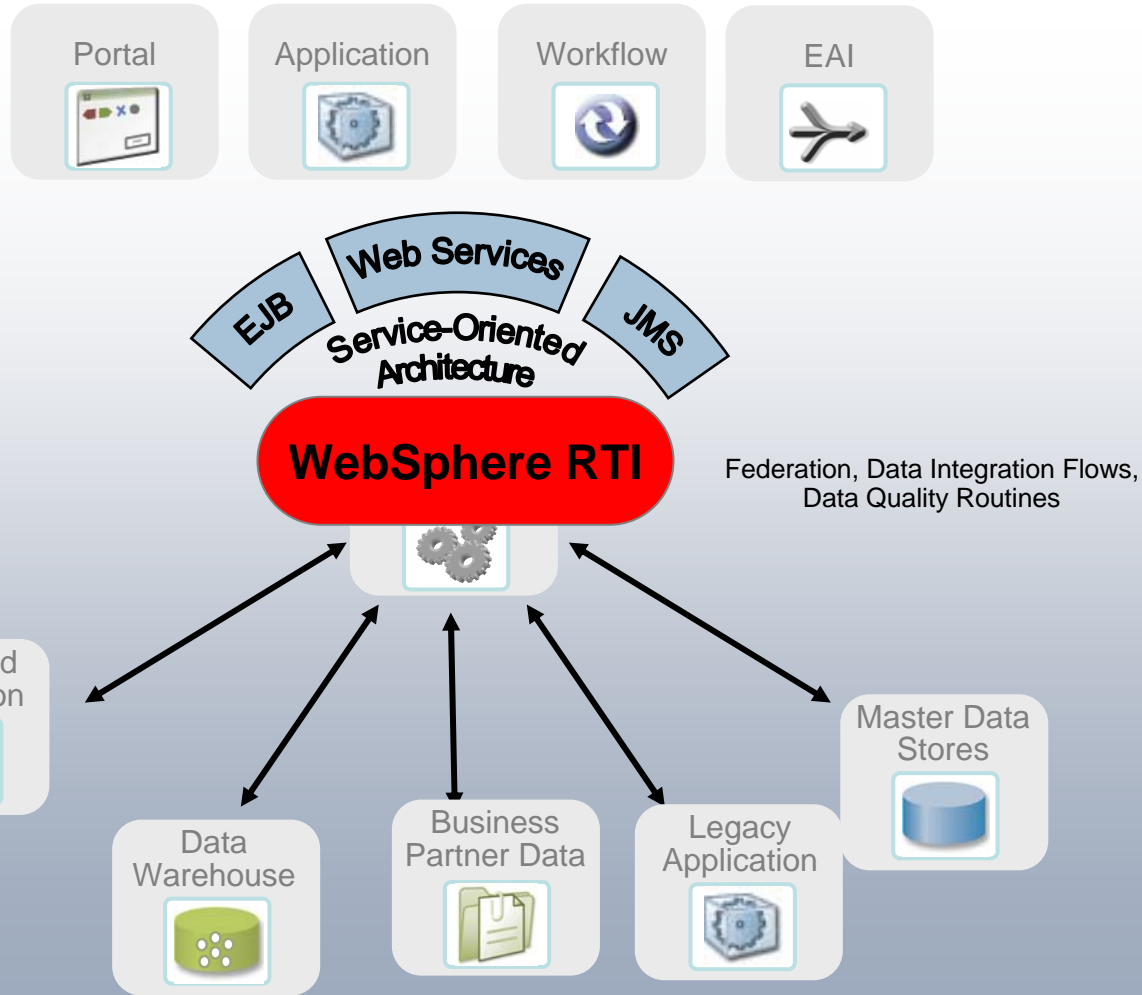 Portal
Application
Workflow
EAI
Web Services
EJB
JMS
Service-Oriented
Architecture
WebSphere RTI
Federation, Data Integration Flows,
Data Quality Routines
Master Data
Stores
Data
Warehouse
Business
Partner Data
Legacy
Application